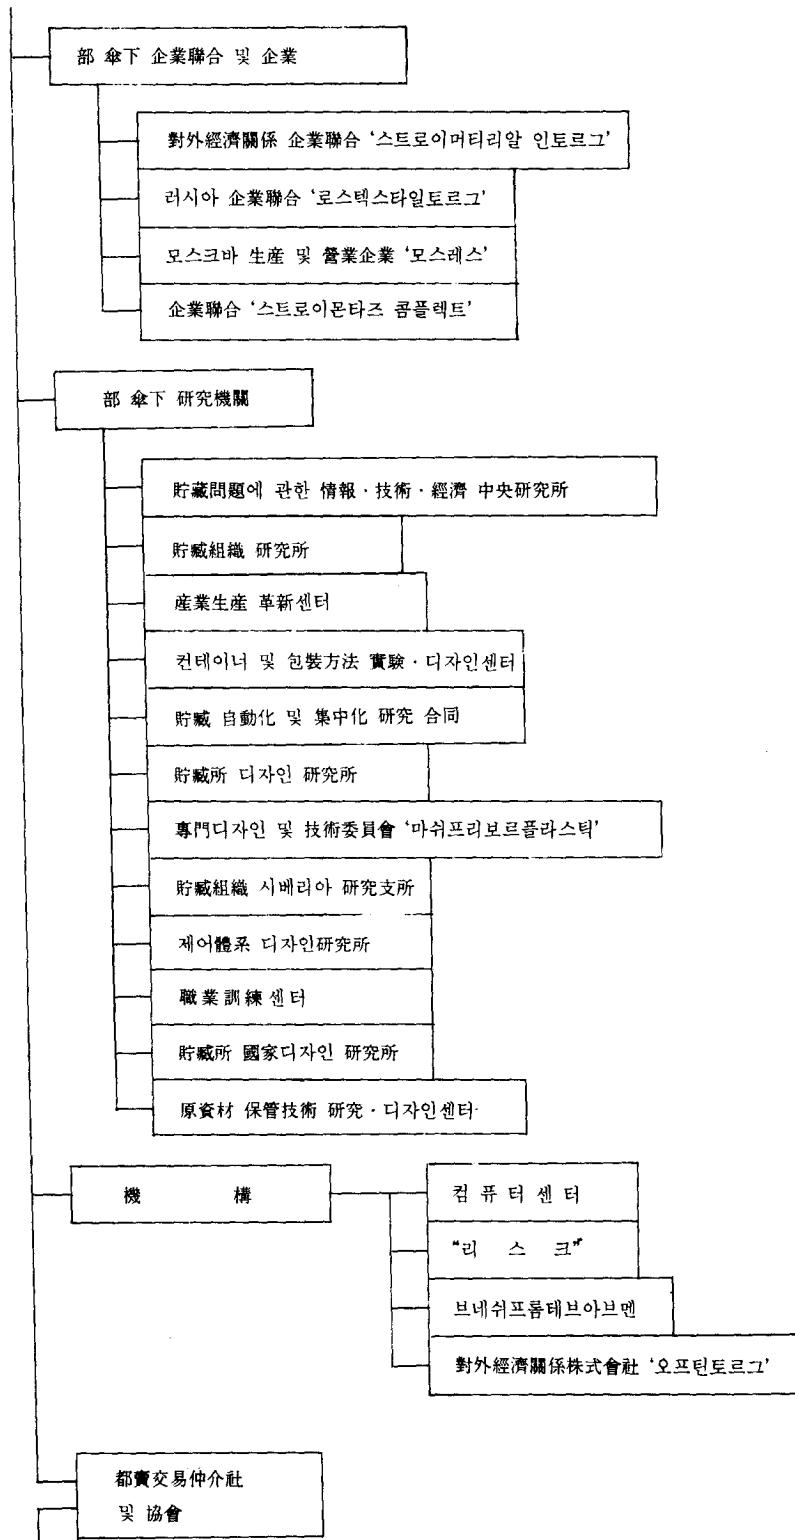 部 傘下 企業聯合 및 企業
對外經濟關係 企業聯合 '스트로이머티리알 인토르그'
러시아 企業聯合 '로스텍스타일토르그'
모스크바 生産 및 營業企業 '모스레스'
企業聯合 '스트로이몬타즈 콤플렉트'
部 傘下 研究機關
貯藏問題에 관한 情報·技術·經濟 中央研究所
貯藏組織 研究所
産業生産 革新센터
컨테이너 및 包裝方法 實驗·디자인센터
貯藏 自動化 및 集中化 研究 合同
貯藏所 디자인 研究所
專門디자인 및 技術委員會 '마쉬프리보르플라스틱'
貯藏組織 시베리아 研究支所
제어體系 디자인研究所
職業訓練센터
貯藏所 國家디자인 研究所
原資材 保管技術 研究·디자인센터
機 構
컴퓨터센터
"리 스 크"
브네쉬프롬테브아브멘
對外經濟關係株式會社 '오프틴토르그'
都賣交易仲介社
및 協會